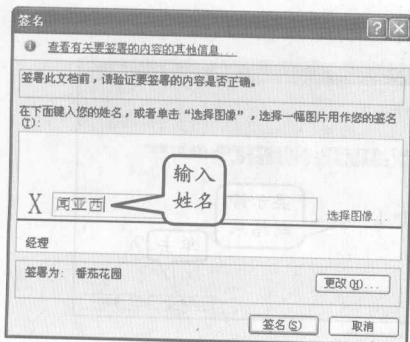 签名
查看有关要签署的内容的其他信息...
签署此文档前，请验证要签署的内容是否正确。
在下面键入您的姓名，或者单击“选择图像”，选择一幅图片用作您的签名
(T):
输入
姓名
X 闻亚西
选择图像...
经理
签署为: 番茄花园
更改(H)...
签名(S) 取消